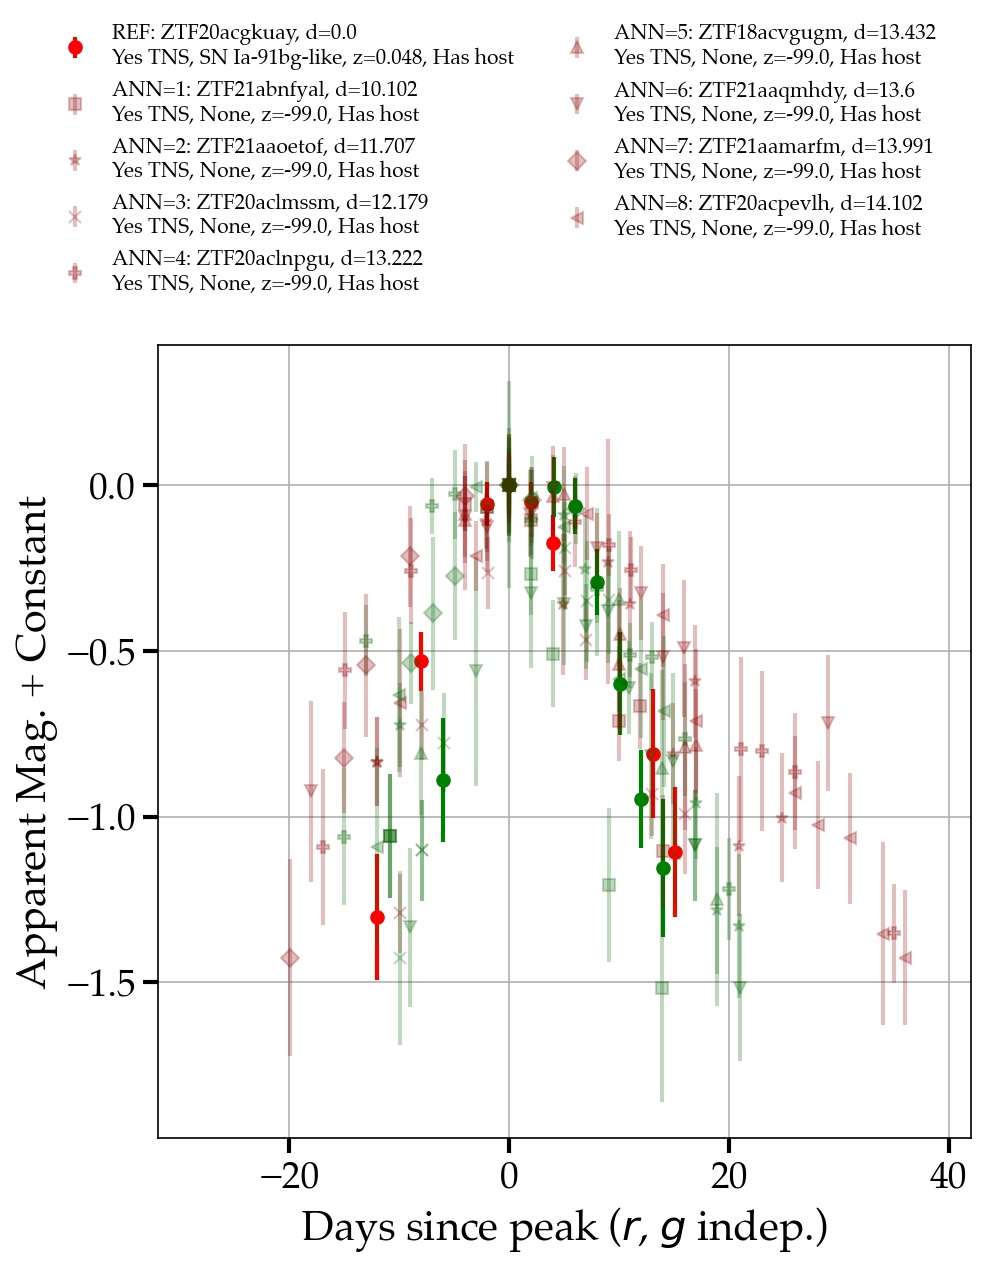 REF: ZTF20acgkuay, d=0.0
Yes TNS, SN Ia-91bg-like, z=0.048, Has host
ANN=1: ZTF21abnfyal, d=10.102
Yes TNS, None, z=-99.0, Has host
ANN=2: ZTF21aaoetof, d=11.707
Yes TNS, None, z=-99.0, Has host
ANN=3: ZTF20aclmssm, d=12.179
Yes TNS, None, z=-99.0, Has host
ANN=4: ZTF20aclnpgu, d=13.222
Yes TNS, None, z=-99.0, Has host
ANN=5: ZTF18acvgugm, d=13.432
Yes TNS, None, z=-99.0, Has host
ANN=6: ZTF21aaqmhdy, d=13.6
Yes TNS, None, z=-99.0, Has host
ANN=7: ZTF21aamarfm, d=13.991
Yes TNS, None, z=-99.0, Has host
ANN=8: ZTF20acpevlh, d=14.102
Yes TNS, None, z=-99.0, Has host
Apparent Mag. + Constant
0.0
−0.5
−1.0
−1.5
−20 0 20 40
Days since peak (r, g indep.)